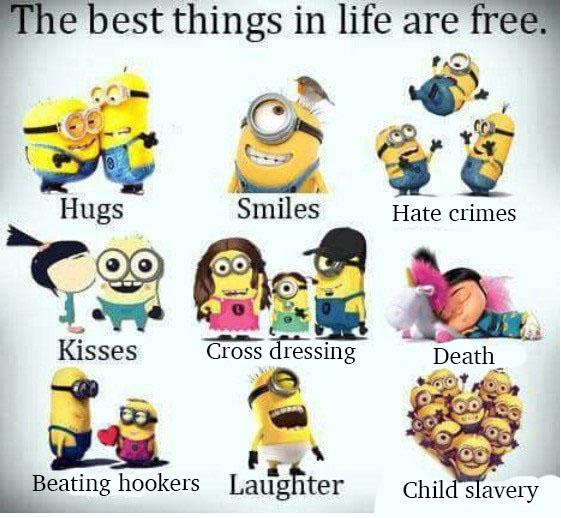 The best things in life are free.
Hugs
Smiles
Hate crimes
Kisses
Cross dressing
Death
Beating hookers
Laughter
Child slavery